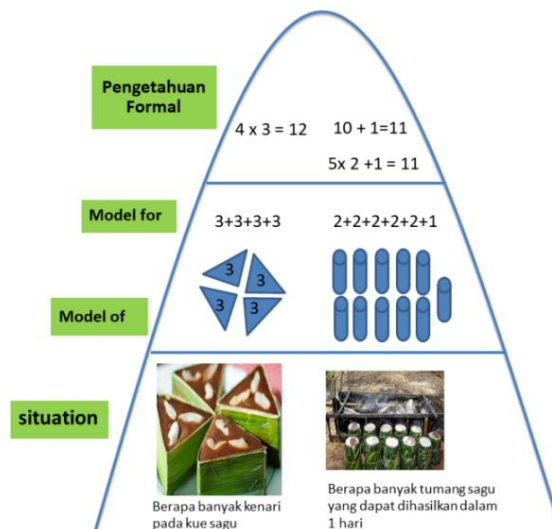 Pengetahuan
Formal
4 x 3 = 12
10 + 1=11
5x 2 +1 = 11
Model for
3+3+3+3
2+2+2+2+2+1
3
3
3
3
Model of
situation
Berapa banyak kenari
pada kue sagu
Berapa banyak tumang sagu
yang dapat dihasilkan dalam
1 hari